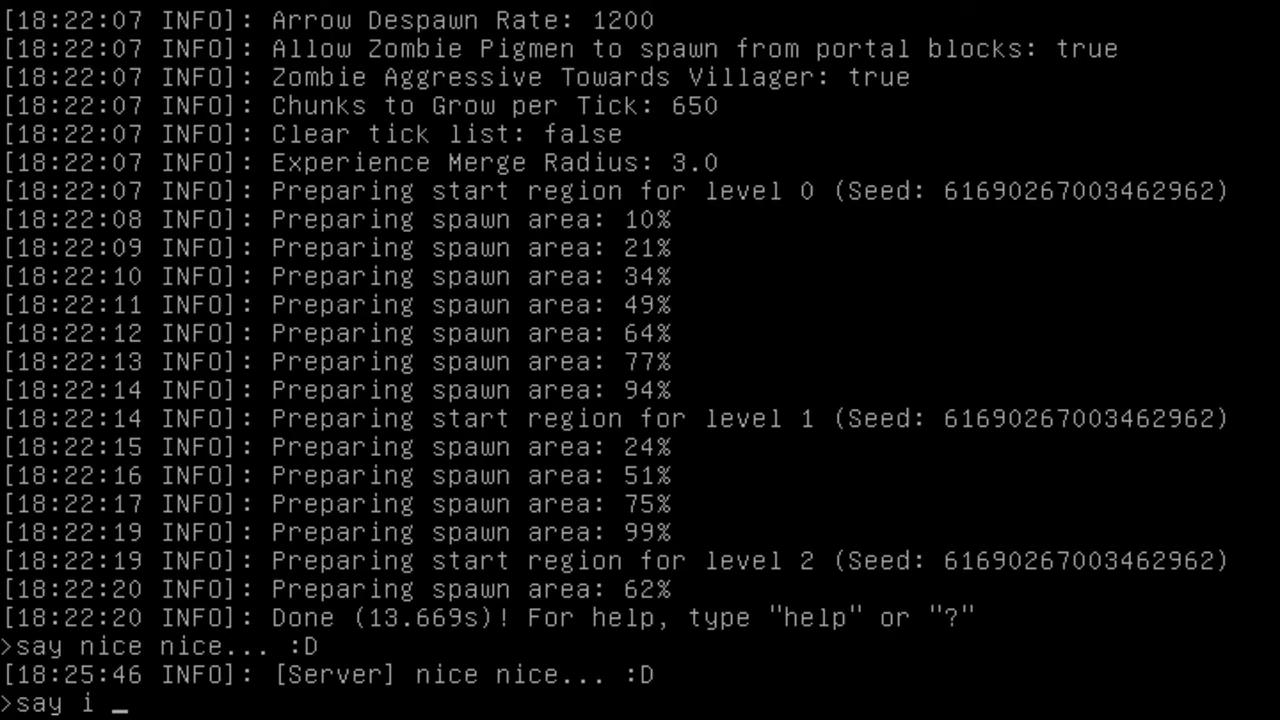 [18:22:07 INFO]: Arrow Despawn Rate: 1200
[18:22:07 INFO]: Allow Zombie Pigmen to spawn from portal blocks: true
[18:22:07 INFO]: Zombie Aggressive Towards Villager: true
[18:22:07 INFO]: Chunks to Grow per Tick: 650
[18:22:07 INFO]: Clear tick list: false
[18:22:07 INFO]: Experience Merge Radius: 3.0
[18:22:07 INFO]: Preparing start region for level 0 (Seed: 61690267003462962)
[18:22:08 INFO]: Preparing spawn area: 10%
[18:22:09 INFO]: Preparing spawn area: 21%
[18:22:10 INFO]: Preparing spawn area: 34%
[18:22:11 INFO]: Preparing spawn area: 49%
[18:22:12 INFO]: Preparing spawn area: 64%
[18:22:13 INFO]: Preparing spawn area: 77%
[18:22:14 INFO]: Preparing spawn area: 94%
[18:22:14 INFO]: Preparing start region for level 1 (Seed: 61690267003462962)
[18:22:15 INFO]: Preparing spawn area: 24%
[18:22:16 INFO]: Preparing spawn area: 51%
[18:22:17 INFO]: Preparing spawn area: 75%
[18:22:19 INFO]: Preparing spawn area: 99%
[18:22:19 INFO]: Preparing start region for level 2 (Seed: 61690267003462962)
[18:22:20 INFO]: Preparing spawn area: 62%
[18:22:20 INFO]: Done (13.669s)! For help, type "help" or "?"
>say nice nice... :D
[18:25:46 INFO]: [Server] nice nice... :D
>say i _